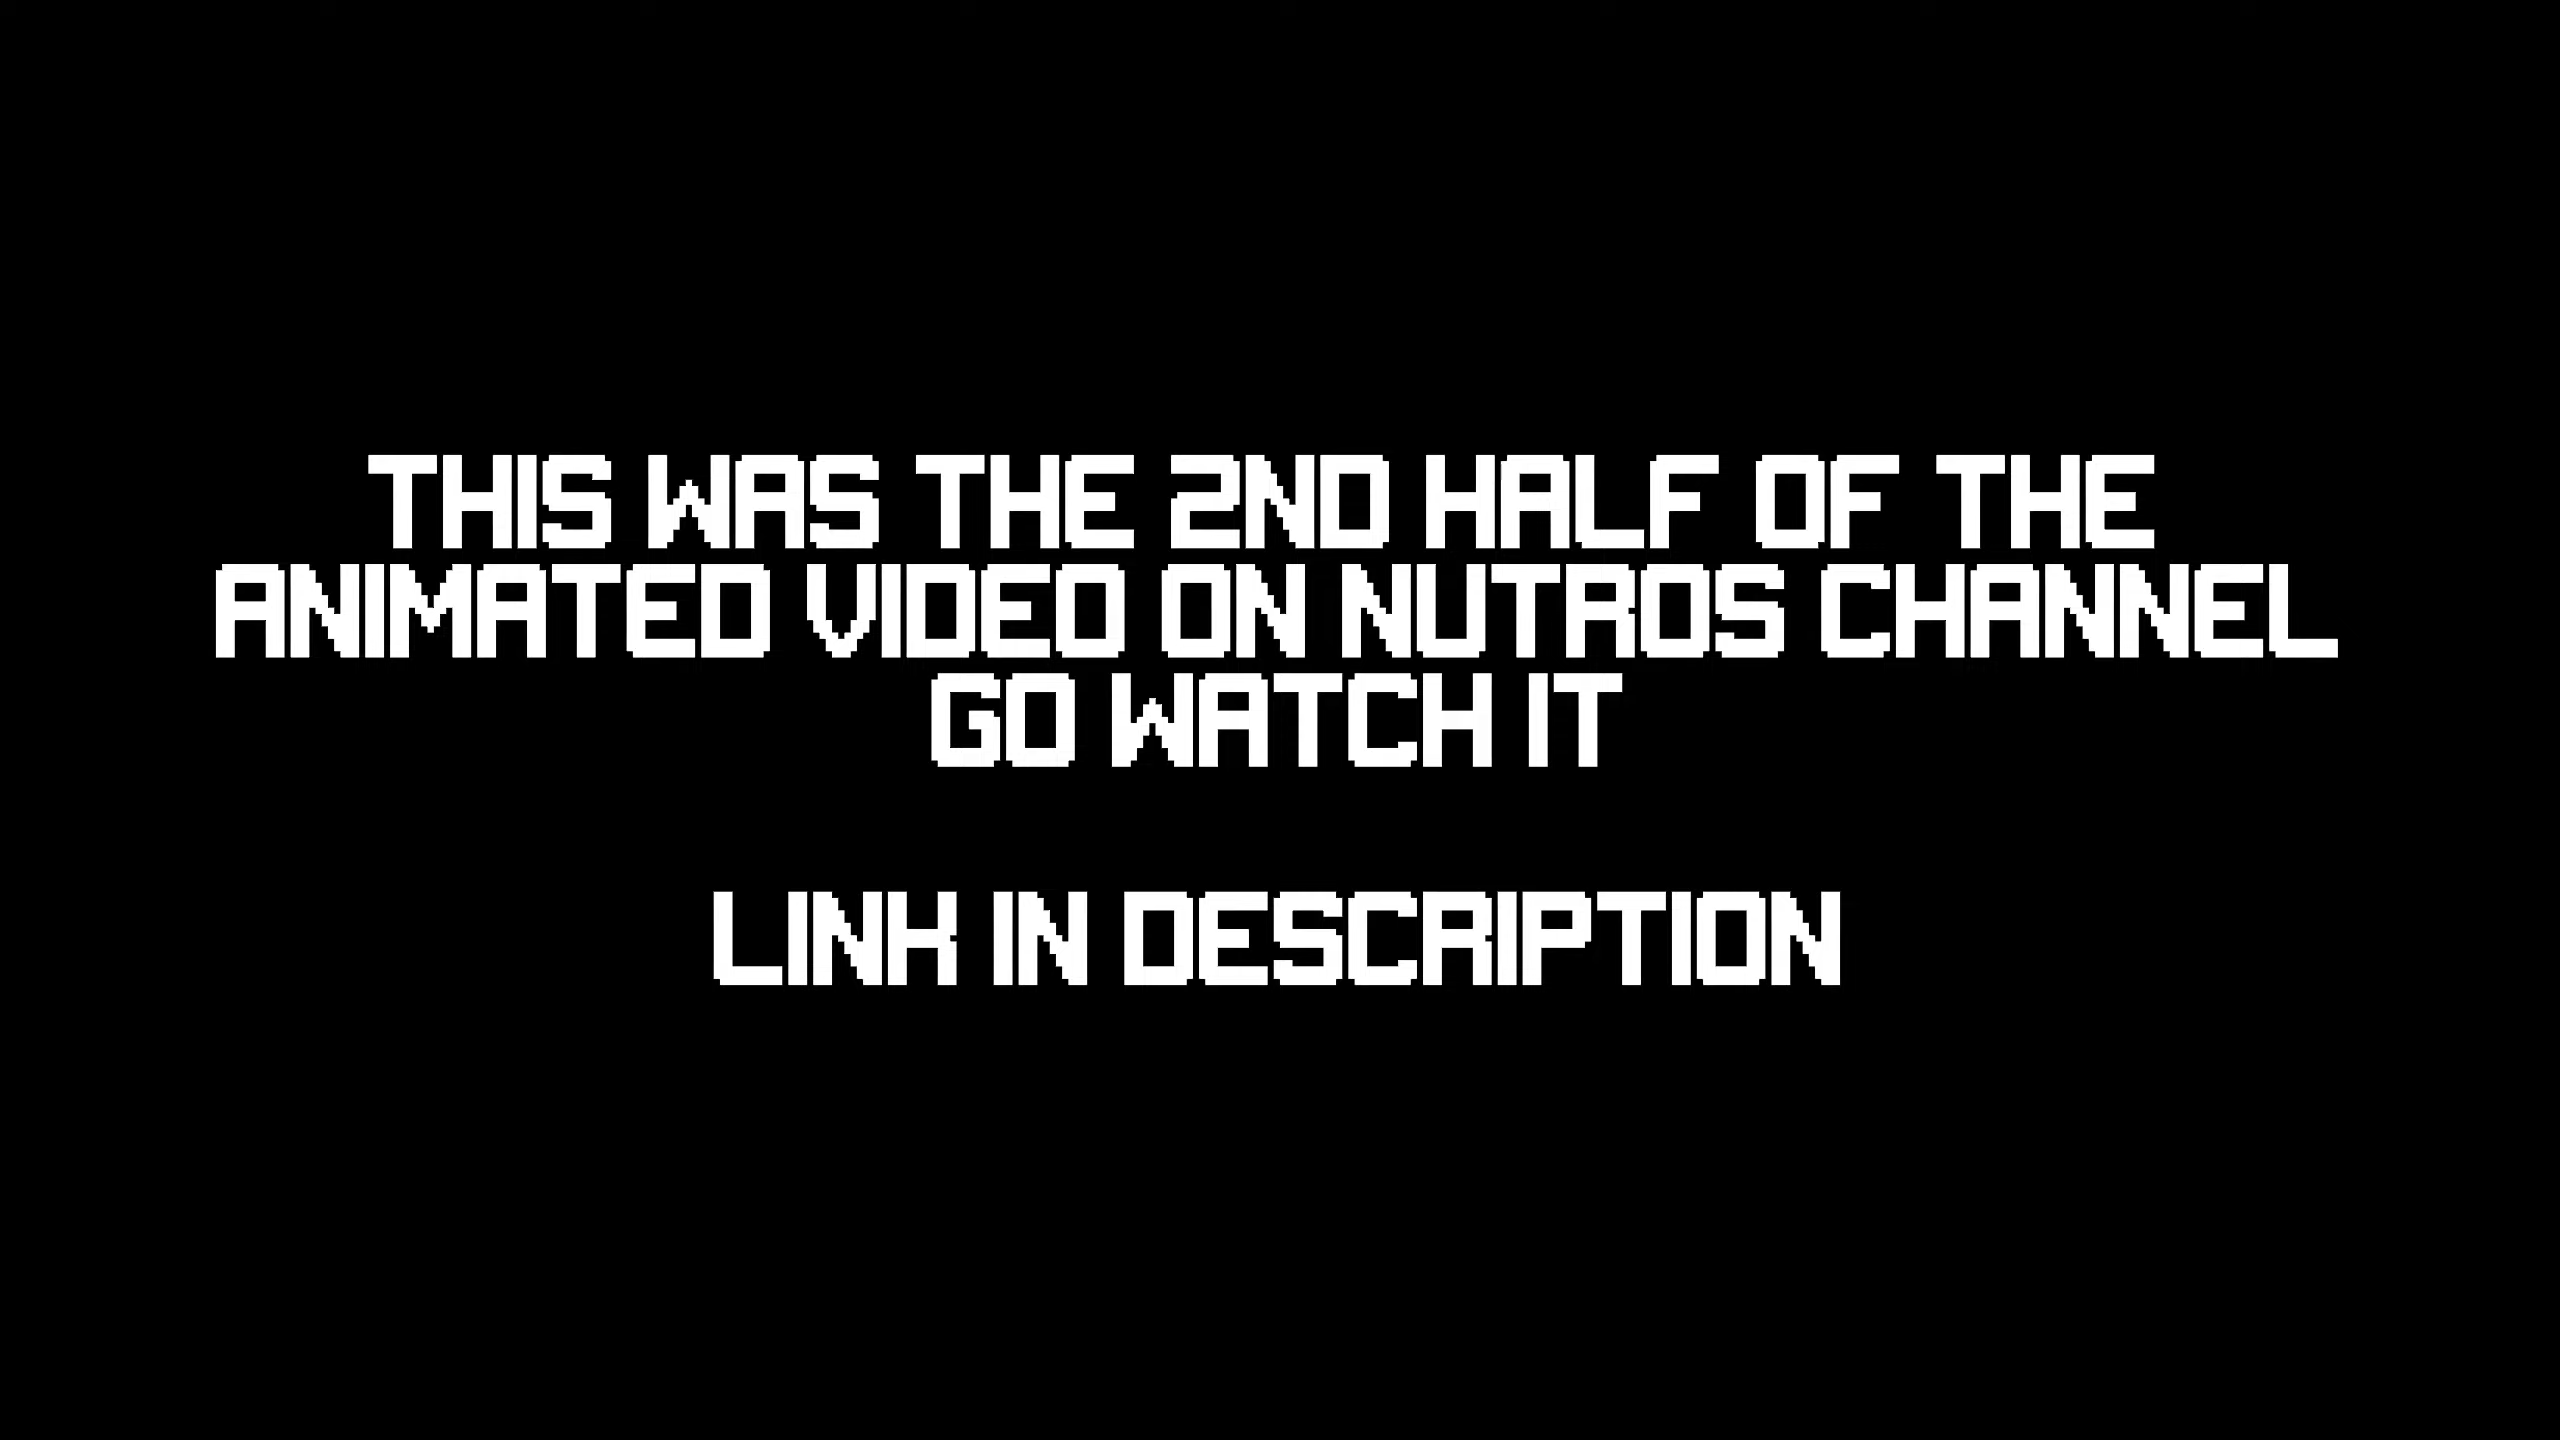 THIS WAS THE 2ND HALF OF THE
ANIMATED VIDEO ON NUTROS CHANNEL
GO WATCH IT
LINK IN DESCRIPTION